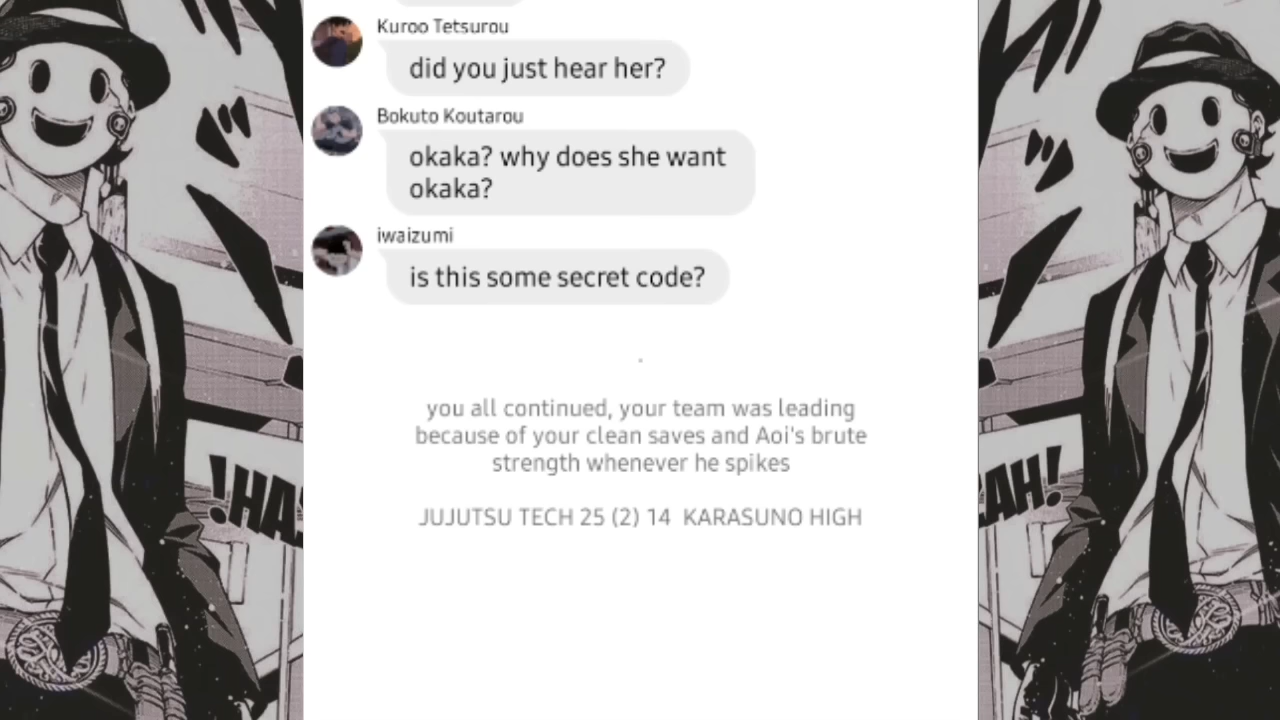 Kuroo Tetsurou
did you just hear her?
Bokuto Koutarou
okaka? why does she want
okaka?
iwaizumi
is this some secret code?
.
you all continued, your team was leading
because of your clean saves and Aoi's brute
strength whenever he spikes
JUJUTSU TECH 25 (2) 14 KARASUNO HIGH
!HA
AH!